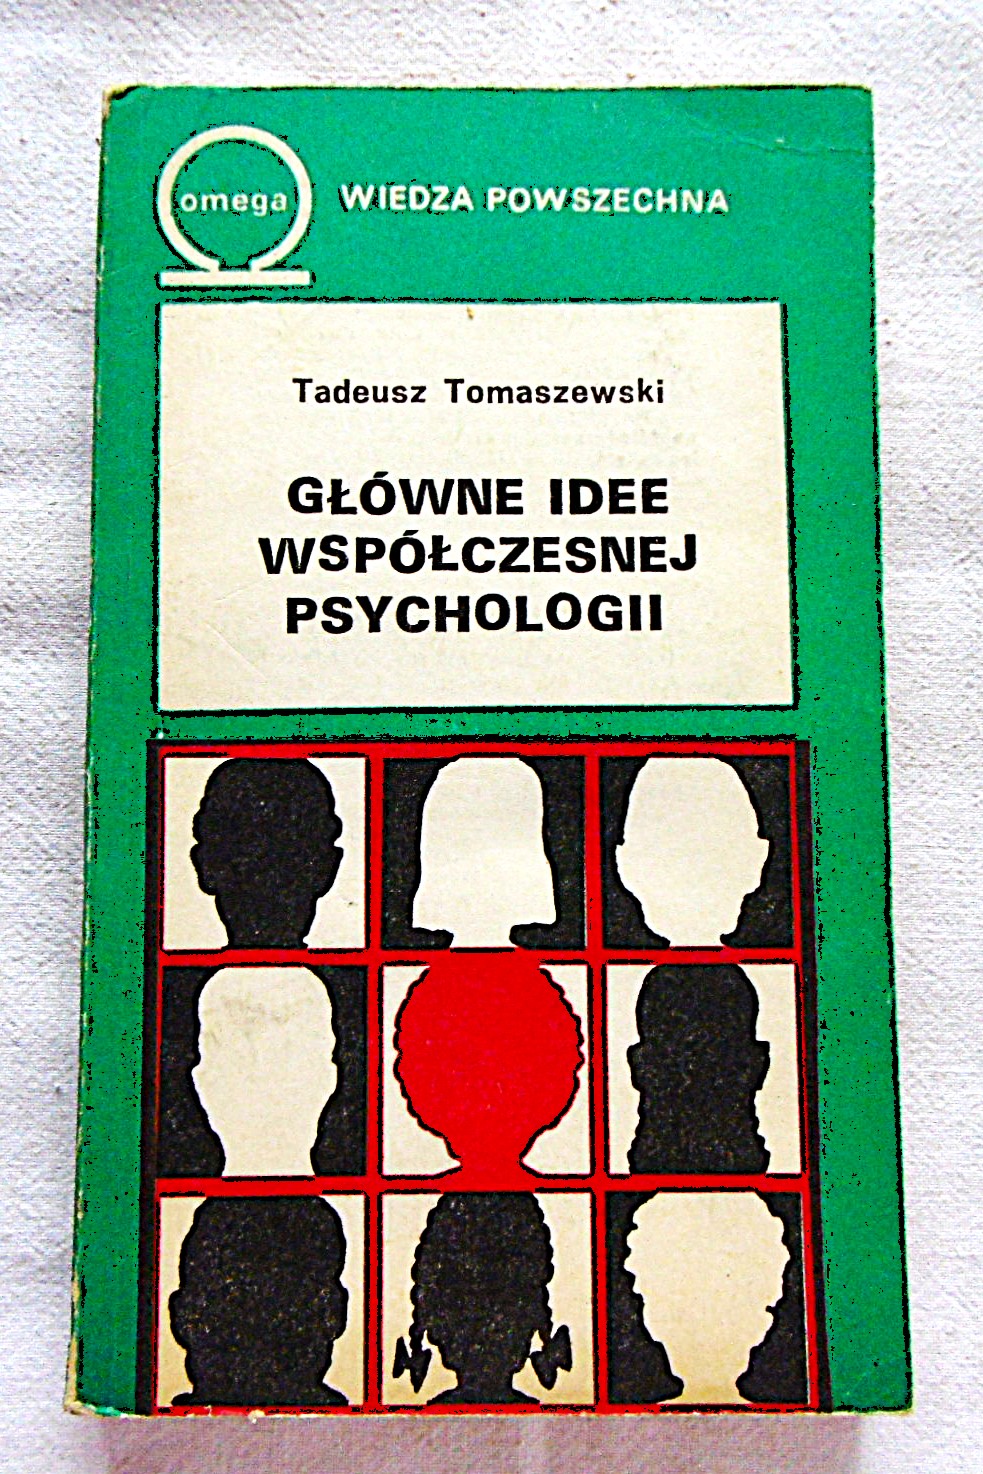 omega
WIEDZA POWSZECHNA
Tadeusz Tomaszewski
GŁÓWNE IDEE
WSPÓŁCZESNEJ
PSYCHOLOGII